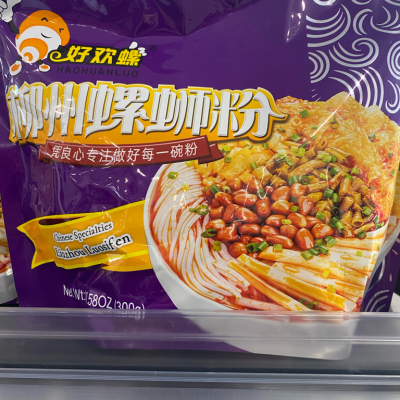 好欢螺
HAOHUANLUO
柳州螺蛳粉
凭良心专注做好每一碗粉
Chinese Specialties
Liuzhou Luosifen
Net Wt: 10.58OZ (300g)